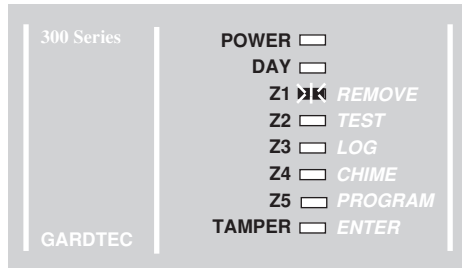 300 Series
POWER
DAY
Z1 REMOVE
Z2 TEST
Z3 LOG
Z4 CHIME
Z5 PROGRAM
TAMPER ENTER
GARDTEC